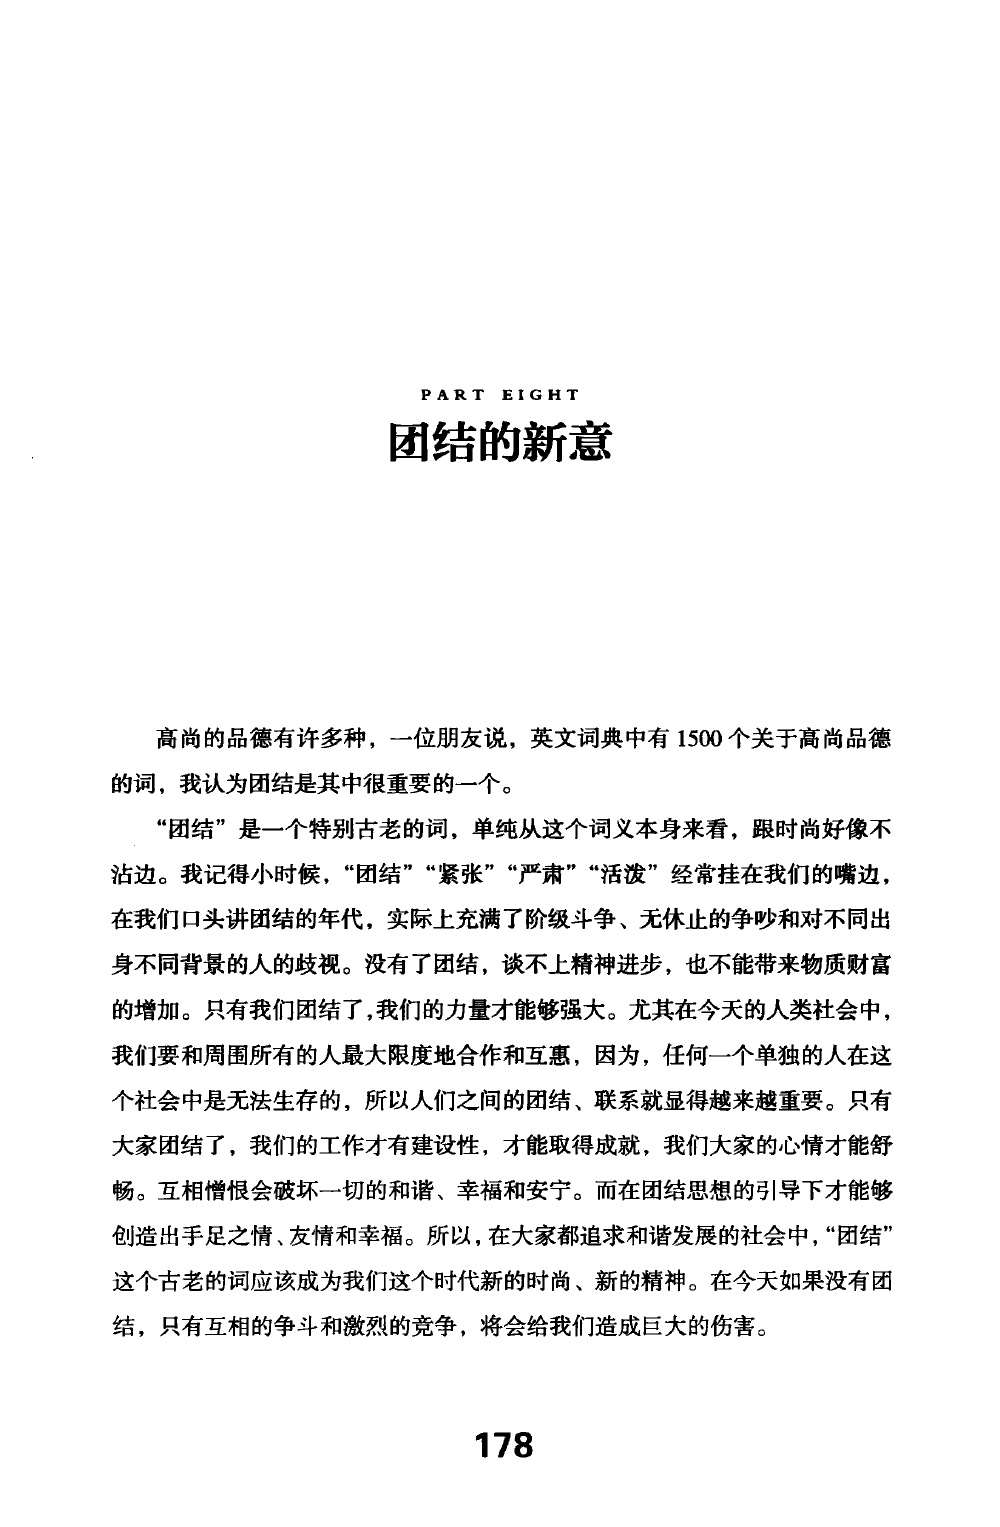 PART EIGHT
团结的新意
高尚的品德有许多种，一位朋友说，英文词典中有 1500 个关于高尚品德
的词，我认为团结是其中很重要的一个。
“团结”是一个特别古老的词，单纯从这个词义本身来看，跟时尚好像不
沾边。我记得小时候，“团结”“紧张”“严肃”“活泼”经常挂在我们的嘴边，
在我们口头讲团结的年代，实际上充满了阶级斗争、无休止的争吵和对不同出
身不同背景的人的歧视。没有了团结，谈不上精神进步，也不能带来物质财富
的增加。只有我们团结了，我们的力量才能够强大。尤其在今天的人类社会中，
我们要和周围所有的人最大限度地合作和互惠，因为，任何一个单独的人在这
个社会中是无法生存的，所以人们之间的团结、联系就显得越来越重要。只有
大家团结了，我们的工作才有建设性，才能取得成就，我们大家的心情才能舒
畅。互相憎恨会破坏一切的和谐、幸福和安宁。而在团结思想的引导下才能够
创造出手足之情、友情和幸福。所以，在大家都追求和谐发展的社会中，“团结”
这个古老的词应该成为我们这个时代新的时尚、新的精神。在今天如果没有团
结，只有互相的争斗和激烈的竞争，将会给我们造成巨大的伤害。
178